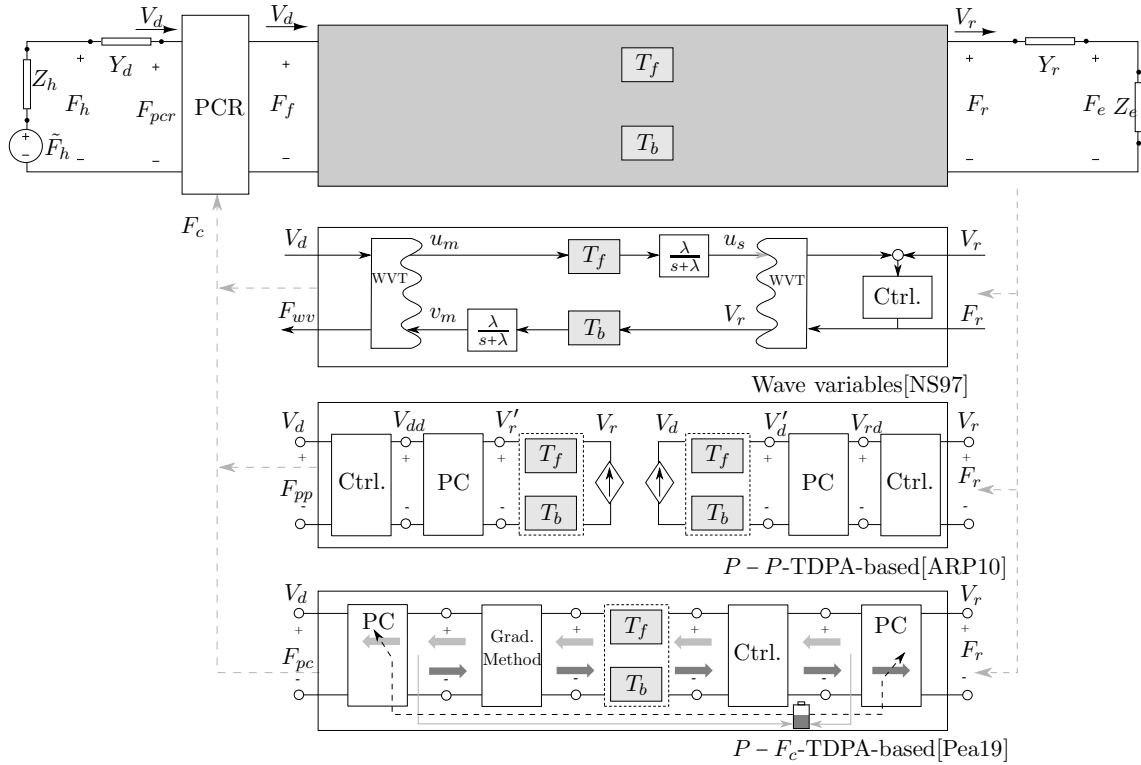 V_d V_d V_r
Z_h Y_d T_f Y_r
F_h F_pcr PCR F_f F_r F_e Z_e
F̃_h T_b
F_c
V_d u_m T_f λ/(s+λ) u_s V_r
WVT WVT
Ctrl.
F_wv v_m λ/(s+λ) T_b V_r F_r
Wave variables[NS97]
V_d V_dd V_r′ V_r V_d V_d′ V_rd V_r
T_f T_f
F_pp Ctrl. PC PC Ctrl. F_r
T_b T_b
P − P-TDPA-based[ARP10]
V_d V_r
PC T_f PC
F_pc Grad. Method Ctrl. F_r
T_b
P − F_c-TDPA-based[Pea19]